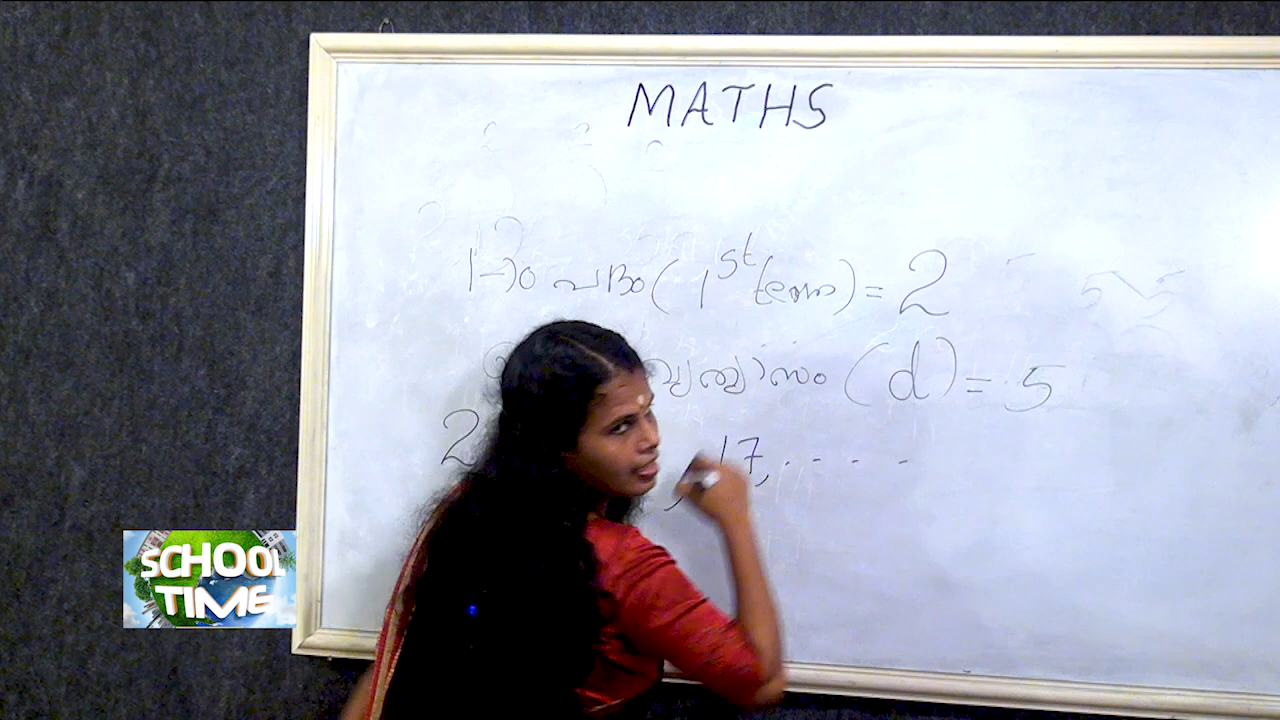 MATHS
1-ാം പദം (1st term) = 2
വ്യത്യാസം (d) = 5
2 , 17, . - - -
SCHOOL
TIME